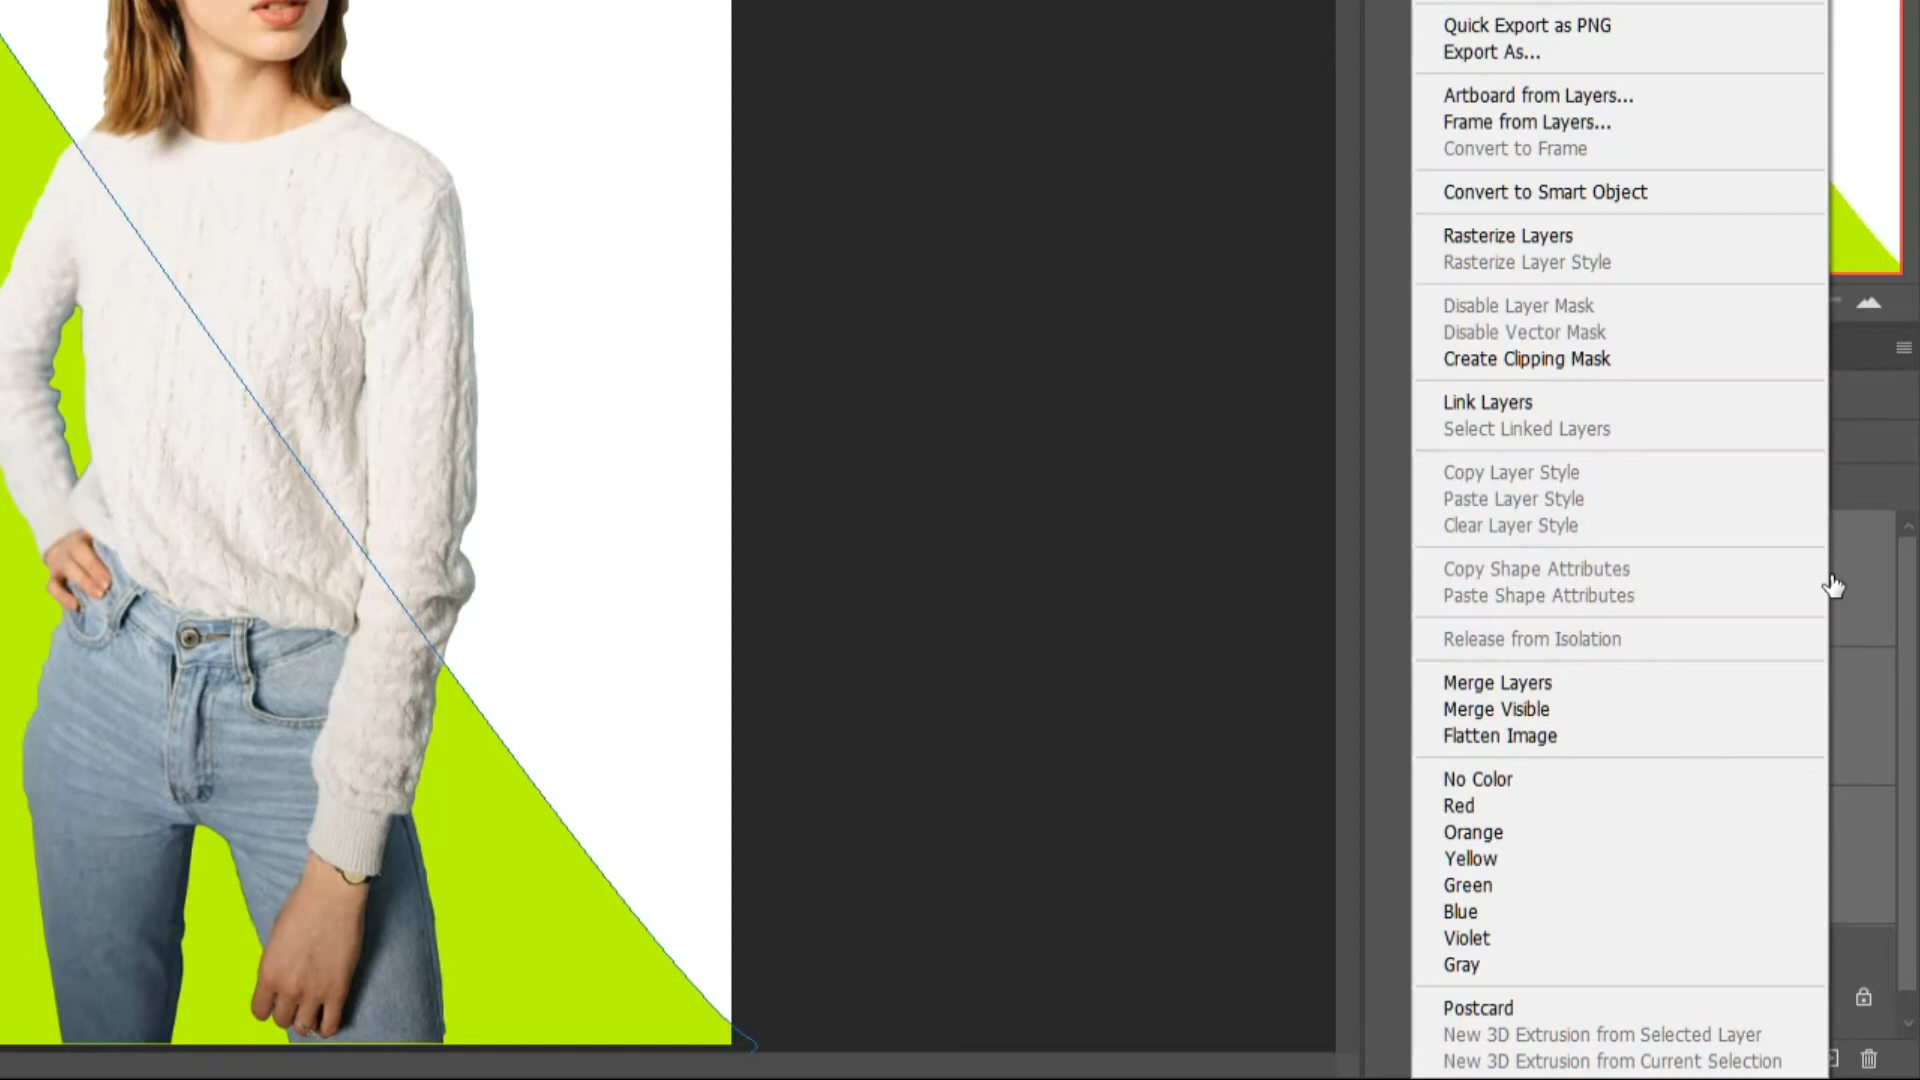 Quick Export as PNG
Export As...
Artboard from Layers...
Frame from Layers...
Convert to Frame
Convert to Smart Object
Rasterize Layers
Rasterize Layer Style
Disable Layer Mask
Disable Vector Mask
Create Clipping Mask
Link Layers
Select Linked Layers
Copy Layer Style
Paste Layer Style
Clear Layer Style
Copy Shape Attributes
Paste Shape Attributes
Release from Isolation
Merge Layers
Merge Visible
Flatten Image
No Color
Red
Orange
Yellow
Green
Blue
Violet
Gray
Postcard
New 3D Extrusion from Selected Layer
New 3D Extrusion from Current Selection